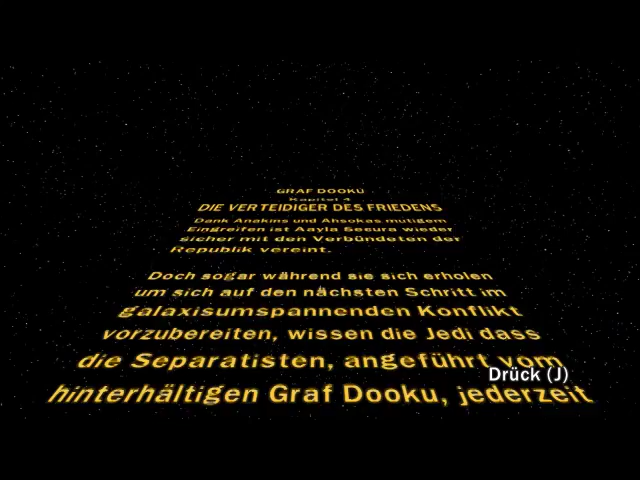 GRAF DOOKU
Kapitel 4
DIE VERTEIDIGER DES FRIEDENS
Dank Anakins und Ahsokas mutigem
Eingreifen ist Aayla Secura wieder
sicher mit den Verbündeten der
Republik vereint.
Doch sogar während sie sich erholen
um sich auf den nächsten Schritt im
galaxisumspannenden Konflikt
vorzubereiten, wissen die Jedi dass
die Separatisten, angeführt vom
hinterhältigen Graf Dooku, jederzeit
Drück (J)